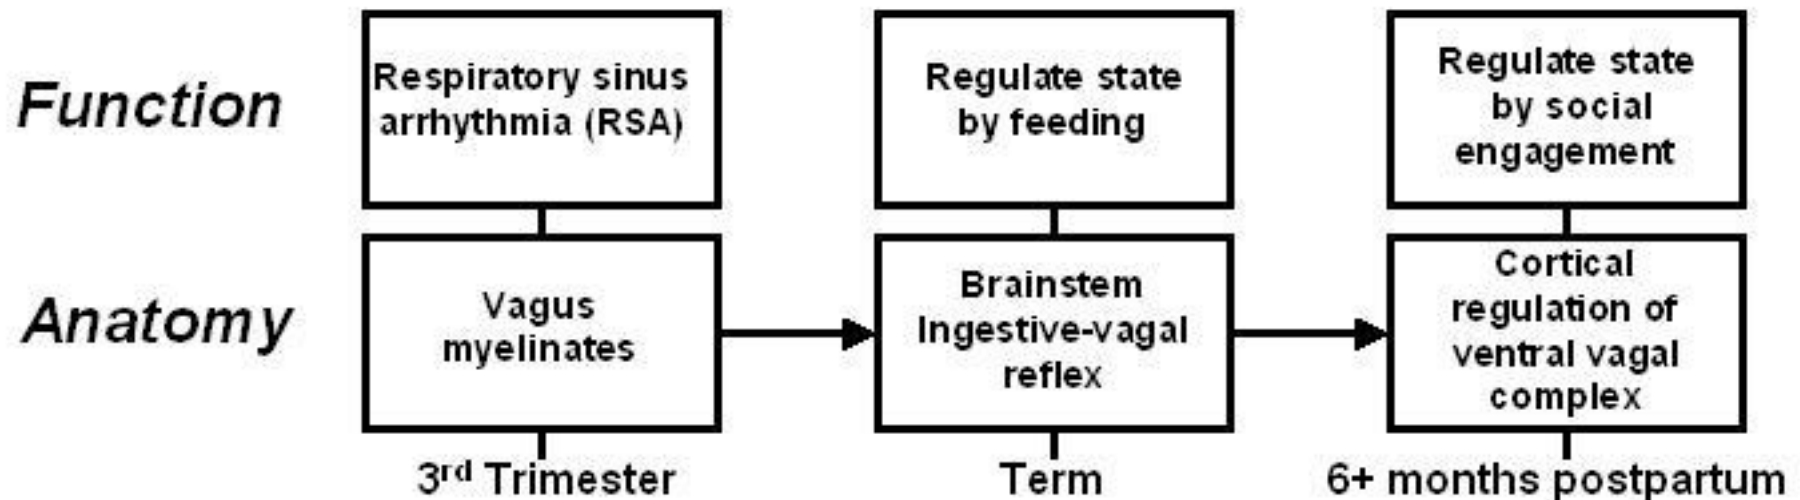 Function
Respiratory sinus
arrhythmia (RSA)
Regulate state
by feeding
Regulate state
by social
engagement
Anatomy
Vagus
myelinates
Brainstem
Ingestive-vagal
reflex
Cortical
regulation of
ventral vagal
complex
3rd Trimester
Term
6+ months postpartum